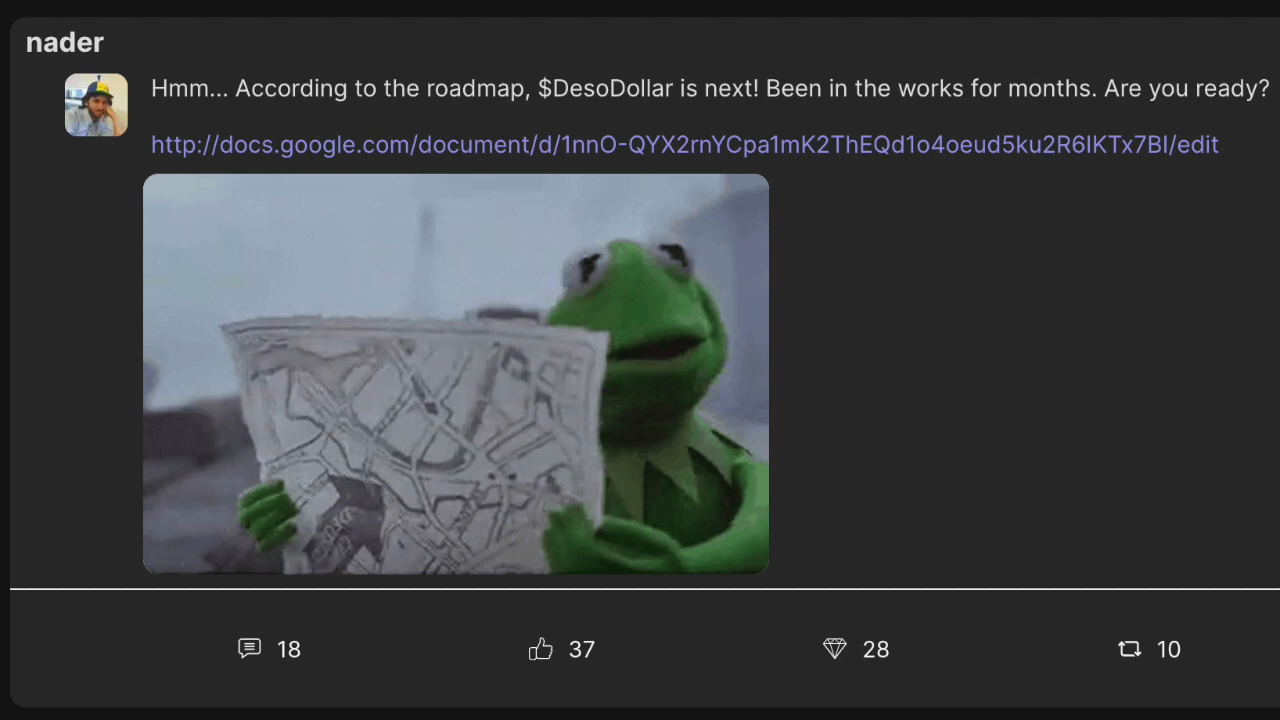 nader
Hmm... According to the roadmap, $DesoDollar is next! Been in the works for months. Are you ready?
http://docs.google.com/document/d/1nnO-QYX2rnYCpa1mK2ThEQd1o4oeud5ku2R6IKTx7BI/edit
18
37
28
10